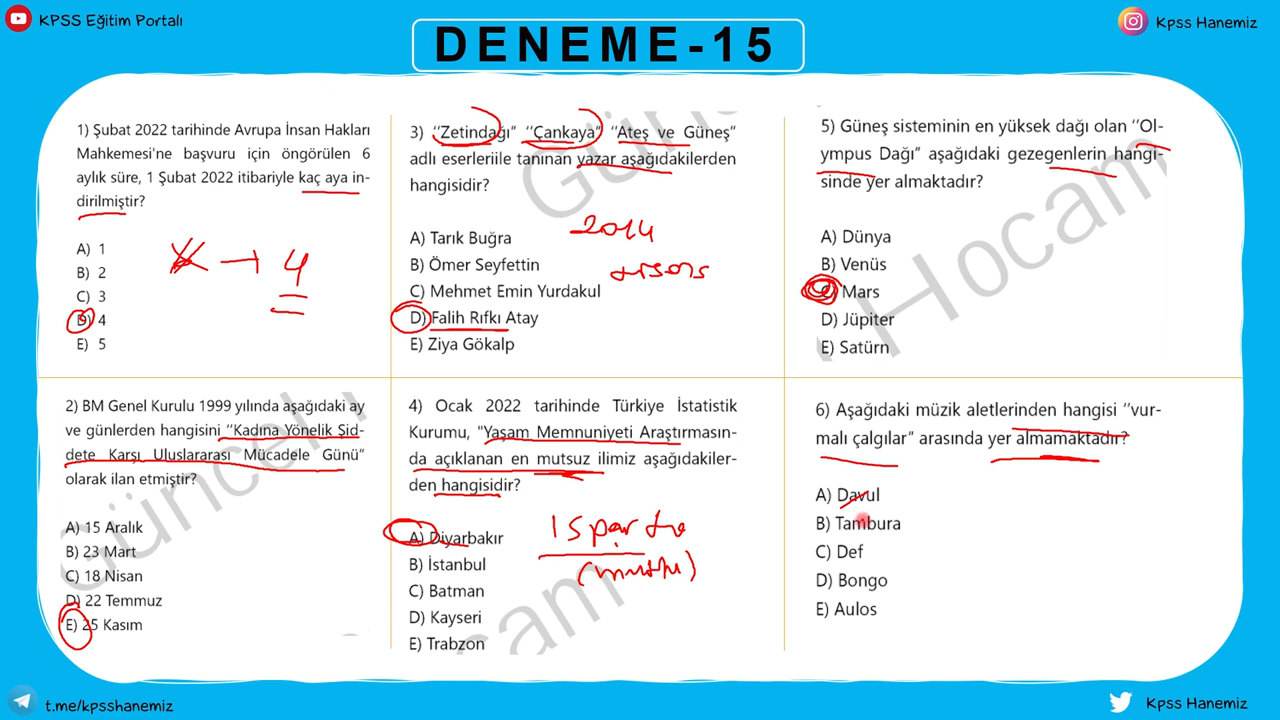 KPSS Eğitim Portalı
DENEME-15
Kpss Hanemiz
1) Şubat 2022 tarihinde Avrupa İnsan Hakları
Mahkemesi'ne başvuru için öngörülen 6
aylık süre, 1 Şubat 2022 itibariyle kaç aya in-
dirilmiştir?
A) 1
B) 2
C) 3
D) 4
E) 5
4
2) BM Genel Kurulu 1999 yılında aşağıdaki ay
ve günlerden hangisini ''Kadına Yönelik Şid-
dete Karşı Uluslararası Mücadele Günü"
olarak ilan etmiştir?
A) 15 Aralık
B) 23 Mart
C) 18 Nisan
D) 22 Temmuz
E) 25 Kasım
3) ''Zetindağı" ''Çankaya" ''Ateş ve Güneş"
adlı eserleriile tanınan yazar aşağıdakilerden
hangisidir?
A) Tarık Buğra
B) Ömer Seyfettin
C) Mehmet Emin Yurdakul
D) Falih Rıfkı Atay
E) Ziya Gökalp
2014
4) Ocak 2022 tarihinde Türkiye İstatistik
Kurumu, "Yaşam Memnuniyeti Araştırmasın-
da açıklanan en mutsuz ilimiz aşağıdakiler-
den hangisidir?
A) Diyarbakır
B) İstanbul
C) Batman
D) Kayseri
E) Trabzon
Isparta
(mutlu)
5) Güneş sisteminin en yüksek dağı olan ''Ol-
ympus Dağı" aşağıdaki gezegenlerin hangi-
sinde yer almaktadır?
A) Dünya
B) Venüs
C) Mars
D) Jüpiter
E) Satürn
6) Aşağıdaki müzik aletlerinden hangisi ''vur-
malı çalgılar" arasında yer almamaktadır?
A) Davul
B) Tambura
C) Def
D) Bongo
E) Aulos
Güncel
Hocam
t.me/kpsshanemiz
Kpss Hanemiz